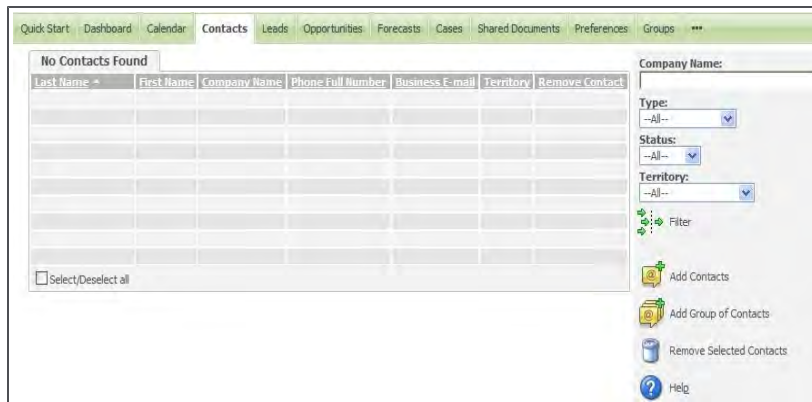 Quick Start Dashboard Calendar Contacts Leads Opportunities Forecasts Cases Shared Documents Preferences Groups •••
No Contacts Found
Last Name First Name Company Name Phone Full Number Business E-mail Territory Remove Contact
Select/Deselect all
Company Name:
Type:
--All--
Status:
--All--
Territory:
--All--
Filter
Add Contacts
Add Group of Contacts
Remove Selected Contacts
Help